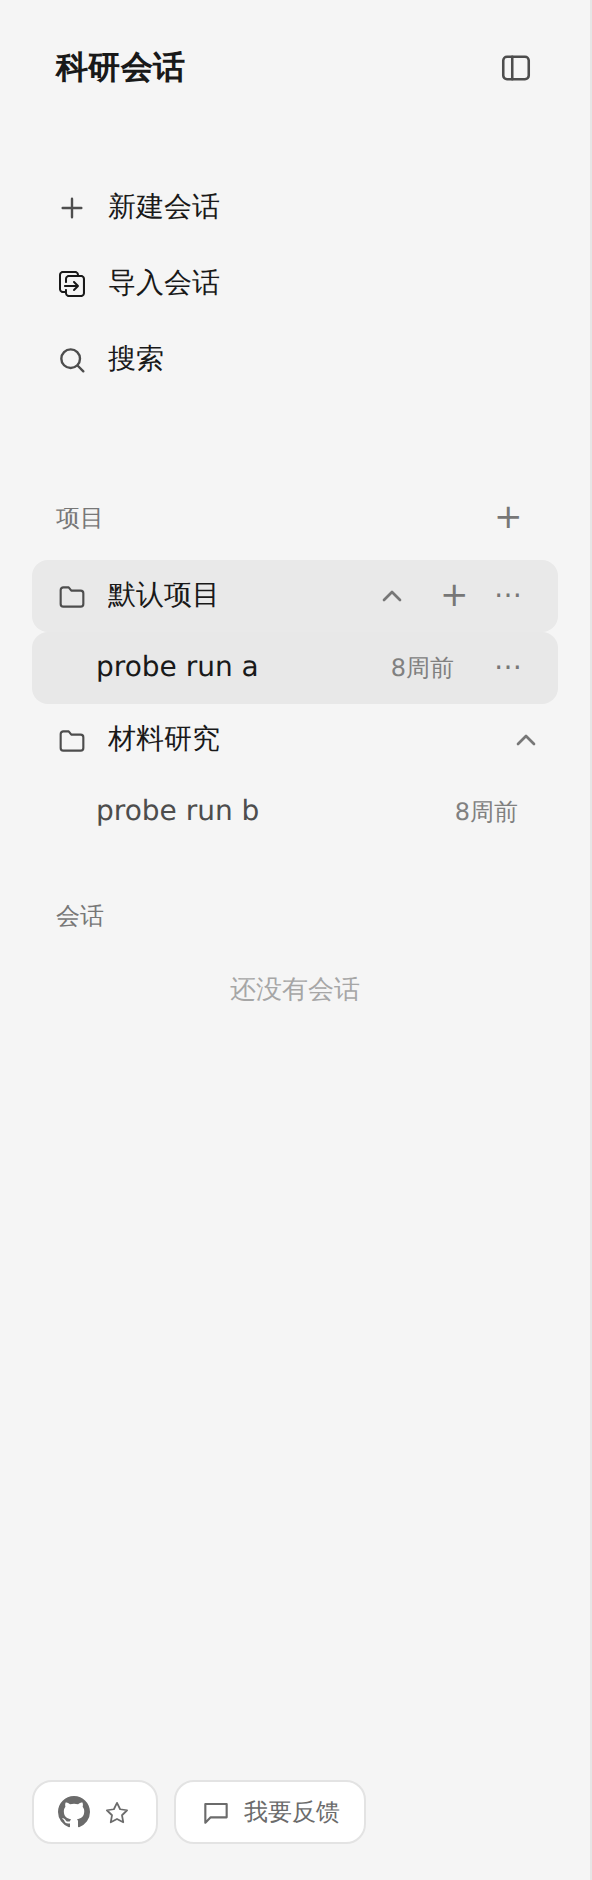 科研会话
新建会话
导入会话
搜索
项目
默认项目
probe run a 8周前
材料研究
probe run b 8周前
会话
还没有会话
我要反馈